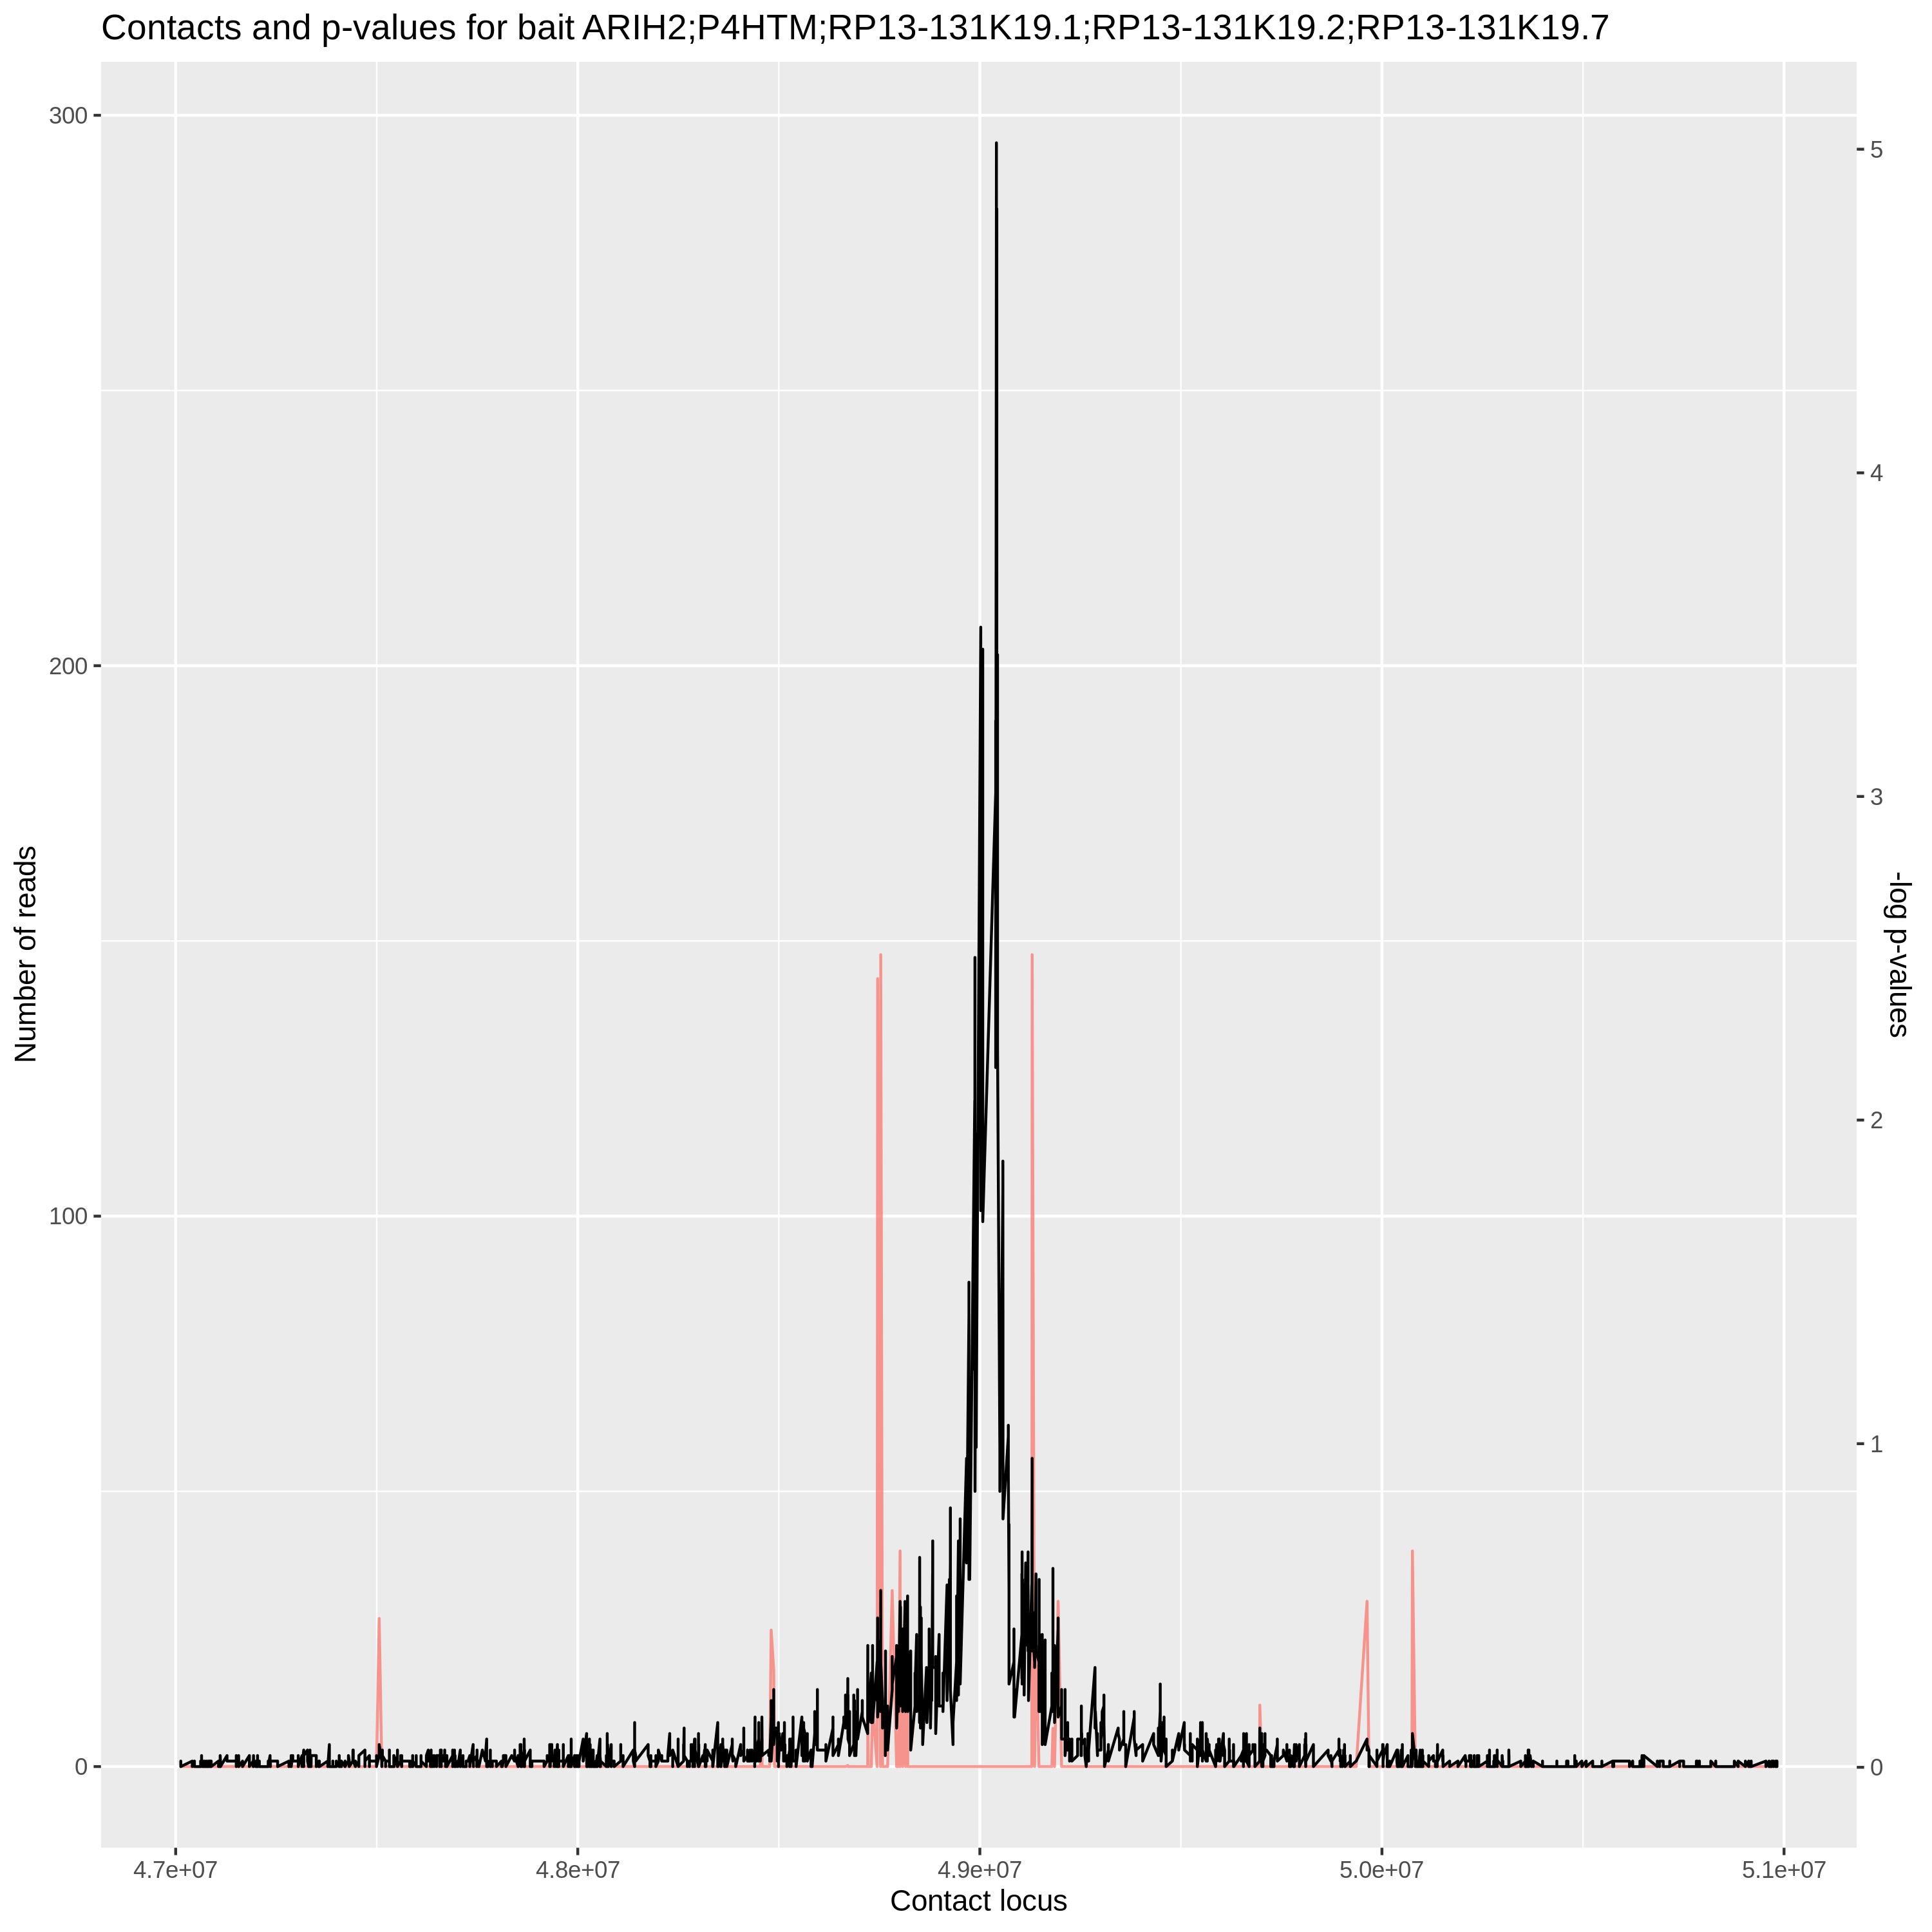 Contacts and p-values for bait ARIH2;P4HTM;RP13-131K19.1;RP13-131K19.2;RP13-131K19.7
300
200
100
0
Number of reads
5
4
3
2
1
0
-log p-values
4.7e+07 4.8e+07 4.9e+07 5.0e+07 5.1e+07
Contact locus